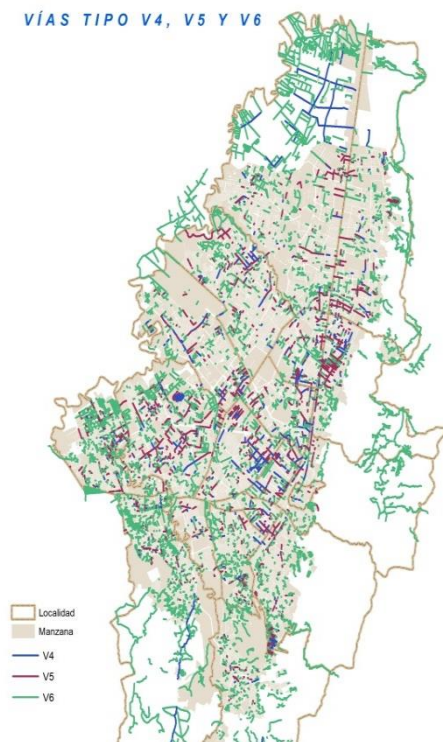 VÍAS TIPO V4, V5 Y V6
Localidad
Manzana
V4
V5
V6